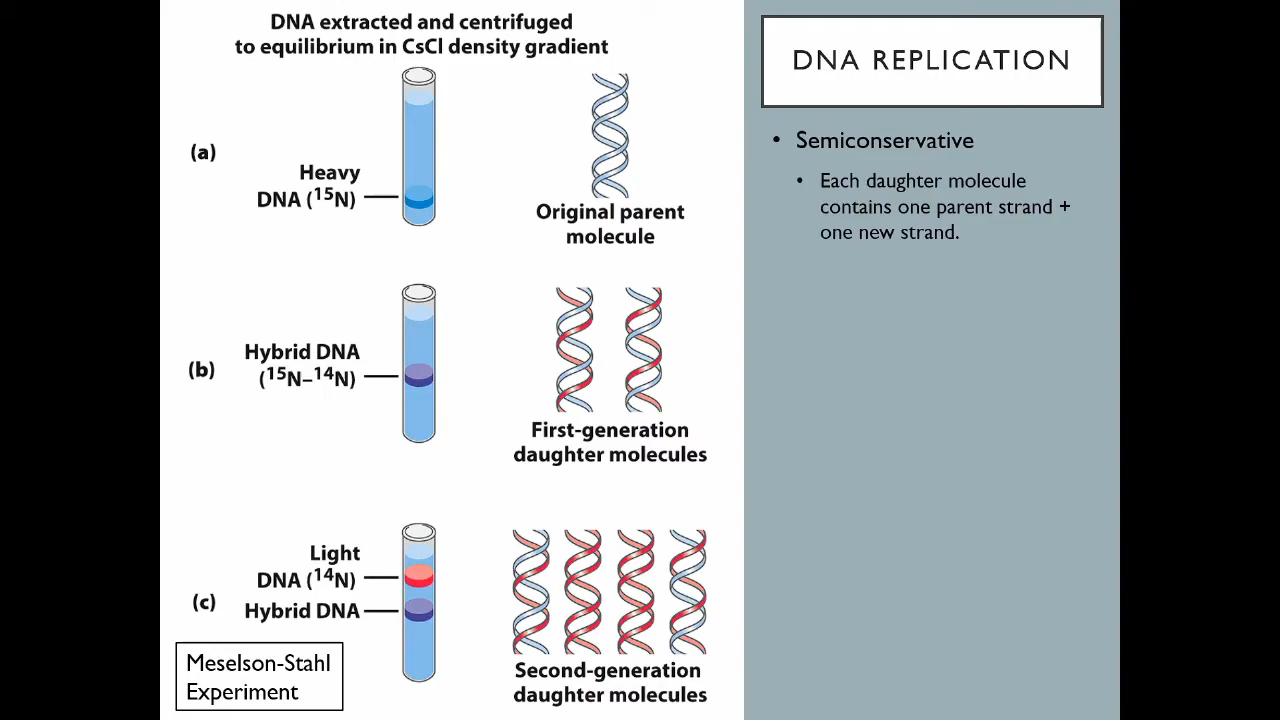 DNA extracted and centrifuged
to equilibrium in CsCl density gradient
(a)
Heavy
DNA (¹⁵N)
Original parent
molecule
(b)
Hybrid DNA
(¹⁵N–¹⁴N)
First-generation
daughter molecules
(c)
Light
DNA (¹⁴N)
Hybrid DNA
Second-generation
daughter molecules
Meselson-Stahl
Experiment
DNA REPLICATION
• Semiconservative
• Each daughter molecule
contains one parent strand +
one new strand.